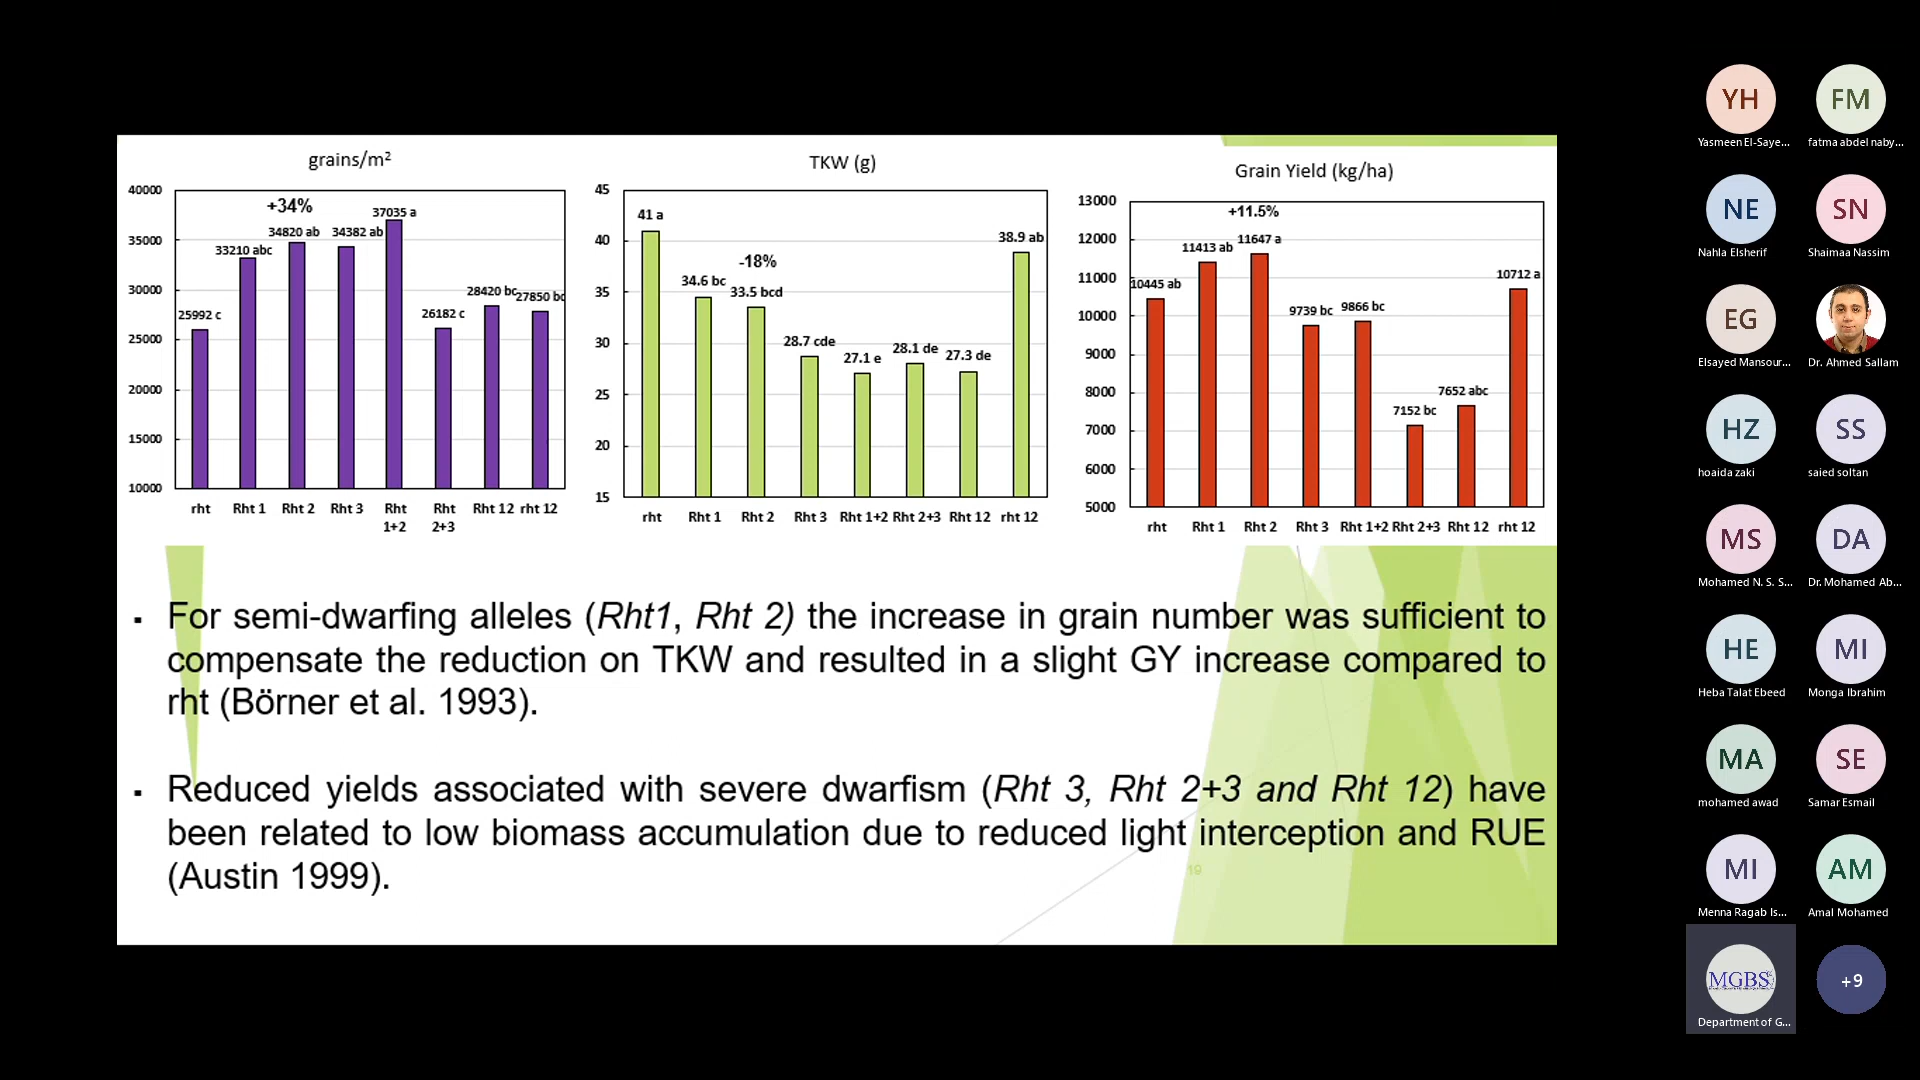 grains/m²
40000
35000
30000
25000
20000
15000
10000
+34%
25992 c
33210 abc
34820 ab
34382 ab
37035 a
26182 c
28420 bc
27850 bc
rht Rht 1 Rht 2 Rht 3 Rht 1+2 Rht 2+3 Rht 12 rht 12
TKW (g)
45
40
35
30
25
20
15
-18%
41 a
34.6 bc
33.5 bcd
28.7 cde
27.1 e
28.1 de
27.3 de
38.9 ab
rht Rht 1 Rht 2 Rht 3 Rht 1+2 Rht 2+3 Rht 12 rht 12
Grain Yield (kg/ha)
13000
12000
11000
10000
9000
8000
7000
6000
5000
+11.5%
10445 ab
11413 ab
11647 a
9739 bc
9866 bc
7152 bc
7652 abc
10712 a
rht Rht 1 Rht 2 Rht 3 Rht 1+2 Rht 2+3 Rht 12 rht 12
▪ For semi-dwarfing alleles (Rht1, Rht 2) the increase in grain number was sufficient to
compensate the reduction on TKW and resulted in a slight GY increase compared to
rht (Börner et al. 1993).
▪ Reduced yields associated with severe dwarfism (Rht 3, Rht 2+3 and Rht 12) have
been related to low biomass accumulation due to reduced light interception and RUE
(Austin 1999).
19
YH FM
Yasmeen El-Saye... fatma abdel naby...
NE SN
Nahla Elsherif Shaimaa Nassim
EG
Elsayed Mansour... Dr. Ahmed Sallam
HZ SS
hoaida zaki saied soltan
MS DA
Mohamed N. S. S... Dr. Mohamed Ab...
HE MI
Heba Talat Ebeed Monga Ibrahim
MA SE
mohamed awad Samar Esmail
MI AM
Menna Ragab Is... Amal Mohamed
MGBS +9
Department of G...